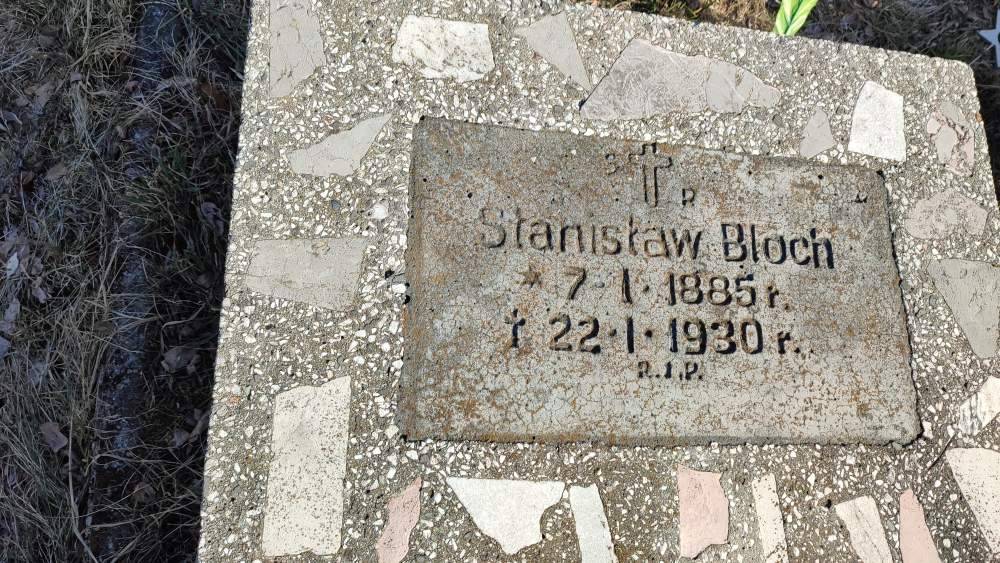 Ś P
Stanisław Bloch
* 7·I·1885 r.
† 22·I·1930 r.
R.I.P.